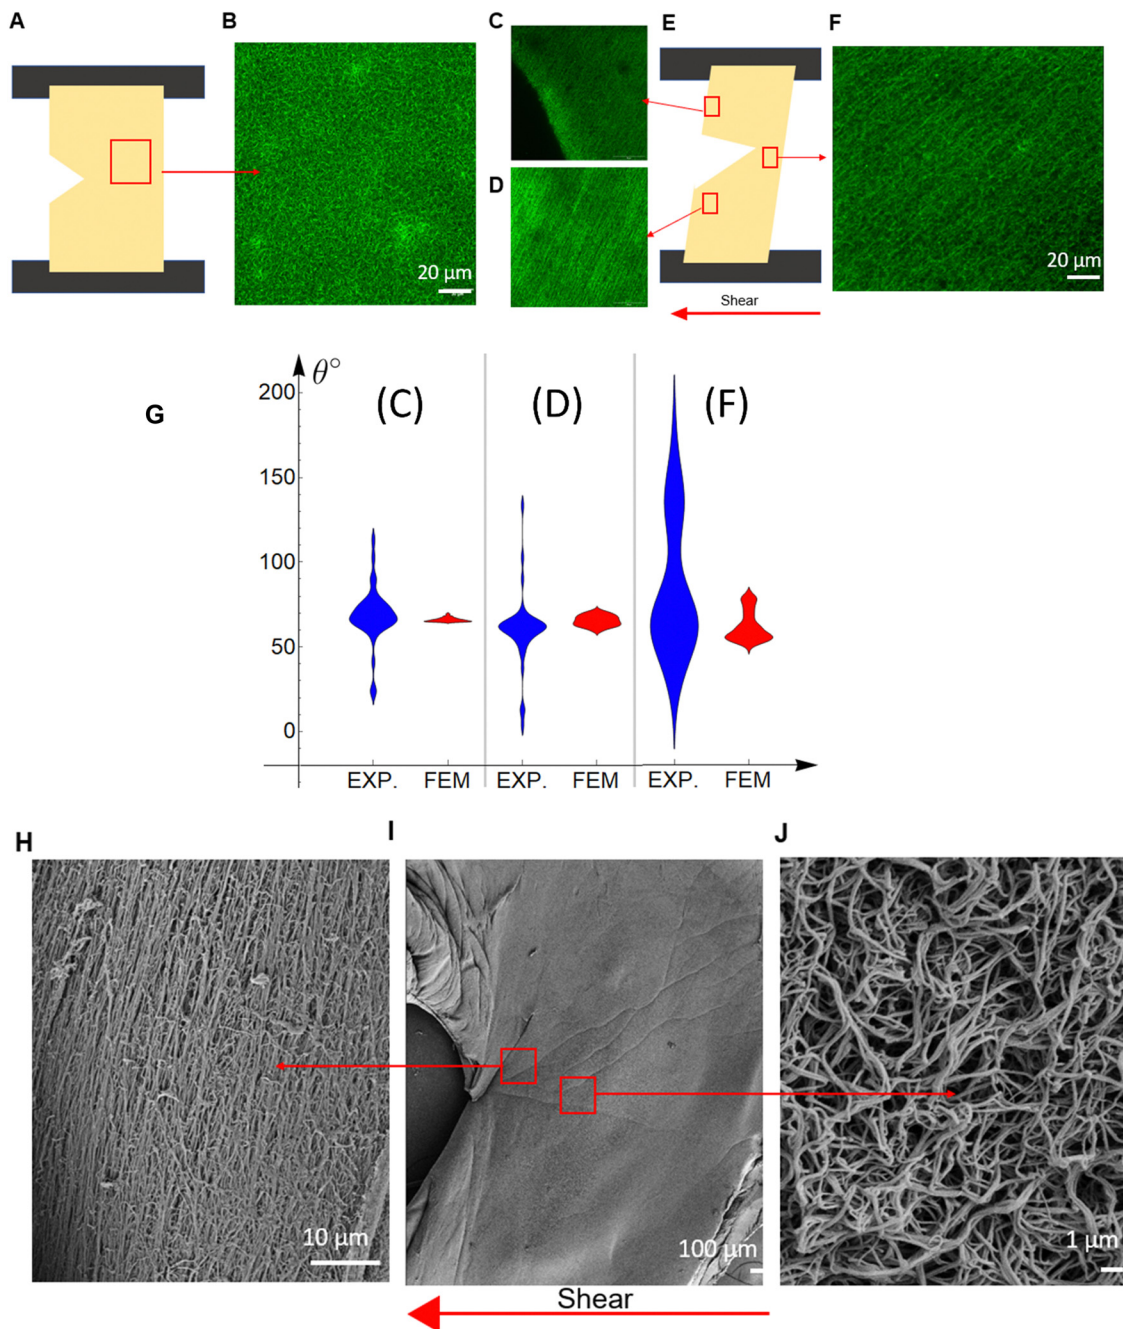 A
B
C
E
F
D
20 µm
20 µm
Shear
G
θ°
(C)
(D)
(F)
200
150
100
50
0
EXP.
FEM
EXP.
FEM
EXP.
FEM
H
I
J
10 µm
100 µm
1 µm
Shear